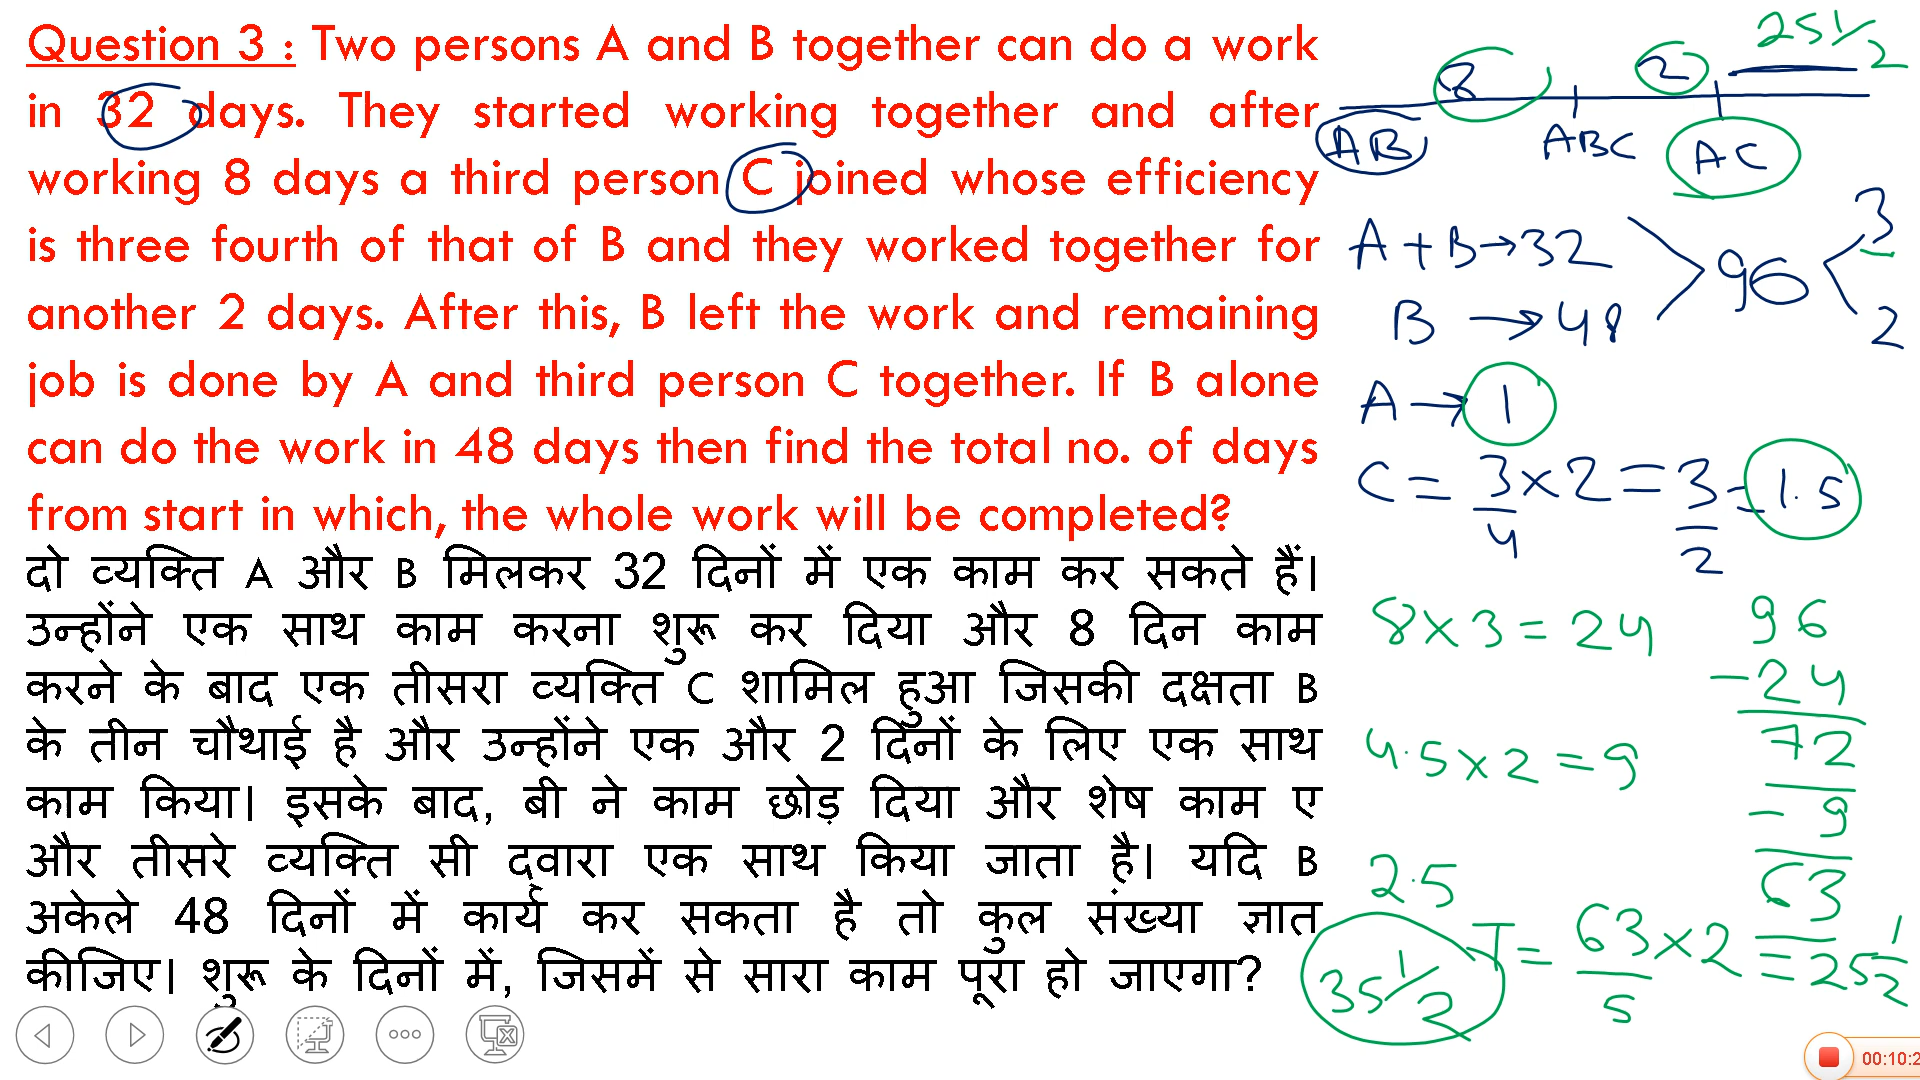 Question 3 : Two persons A and B together can do a work
in 32 days. They started working together and after
working 8 days a third person C joined whose efficiency
is three fourth of that of B and they worked together for
another 2 days. After this, B left the work and remaining
job is done by A and third person C together. If B alone
can do the work in 48 days then find the total no. of days
from start in which, the whole work will be completed?
दो व्यक्ति A और B मिलकर 32 दिनों में एक काम कर सकते हैं।
उन्होंने एक साथ काम करना शुरू कर दिया और 8 दिन काम
करने के बाद एक तीसरा व्यक्ति C शामिल हुआ जिसकी दक्षता B
के तीन चौथाई है और उन्होंने एक और 2 दिनों के लिए एक साथ
काम किया। इसके बाद, बी ने काम छोड़ दिया और शेष काम ए
और तीसरे व्यक्ति सी द्वारा एक साथ किया जाता है। यदि B
अकेले 48 दिनों में कार्य कर सकता है तो कुल संख्या ज्ञात
कीजिए। शुरू के दिनों में, जिसमें से सारा काम पूरा हो जाएगा?
8 2 25 1/2
AB ABC AC
A + B → 32
B → 48
96
3
2
A → 1
C = 3/4 × 2 = 3/2 = 1.5
8 × 3 = 24
4.5 × 2 = 9
96
- 24
72
- 9
63
2.5
T = 63/5 × 2 = 25 1/2
35 1/2
00:10:2